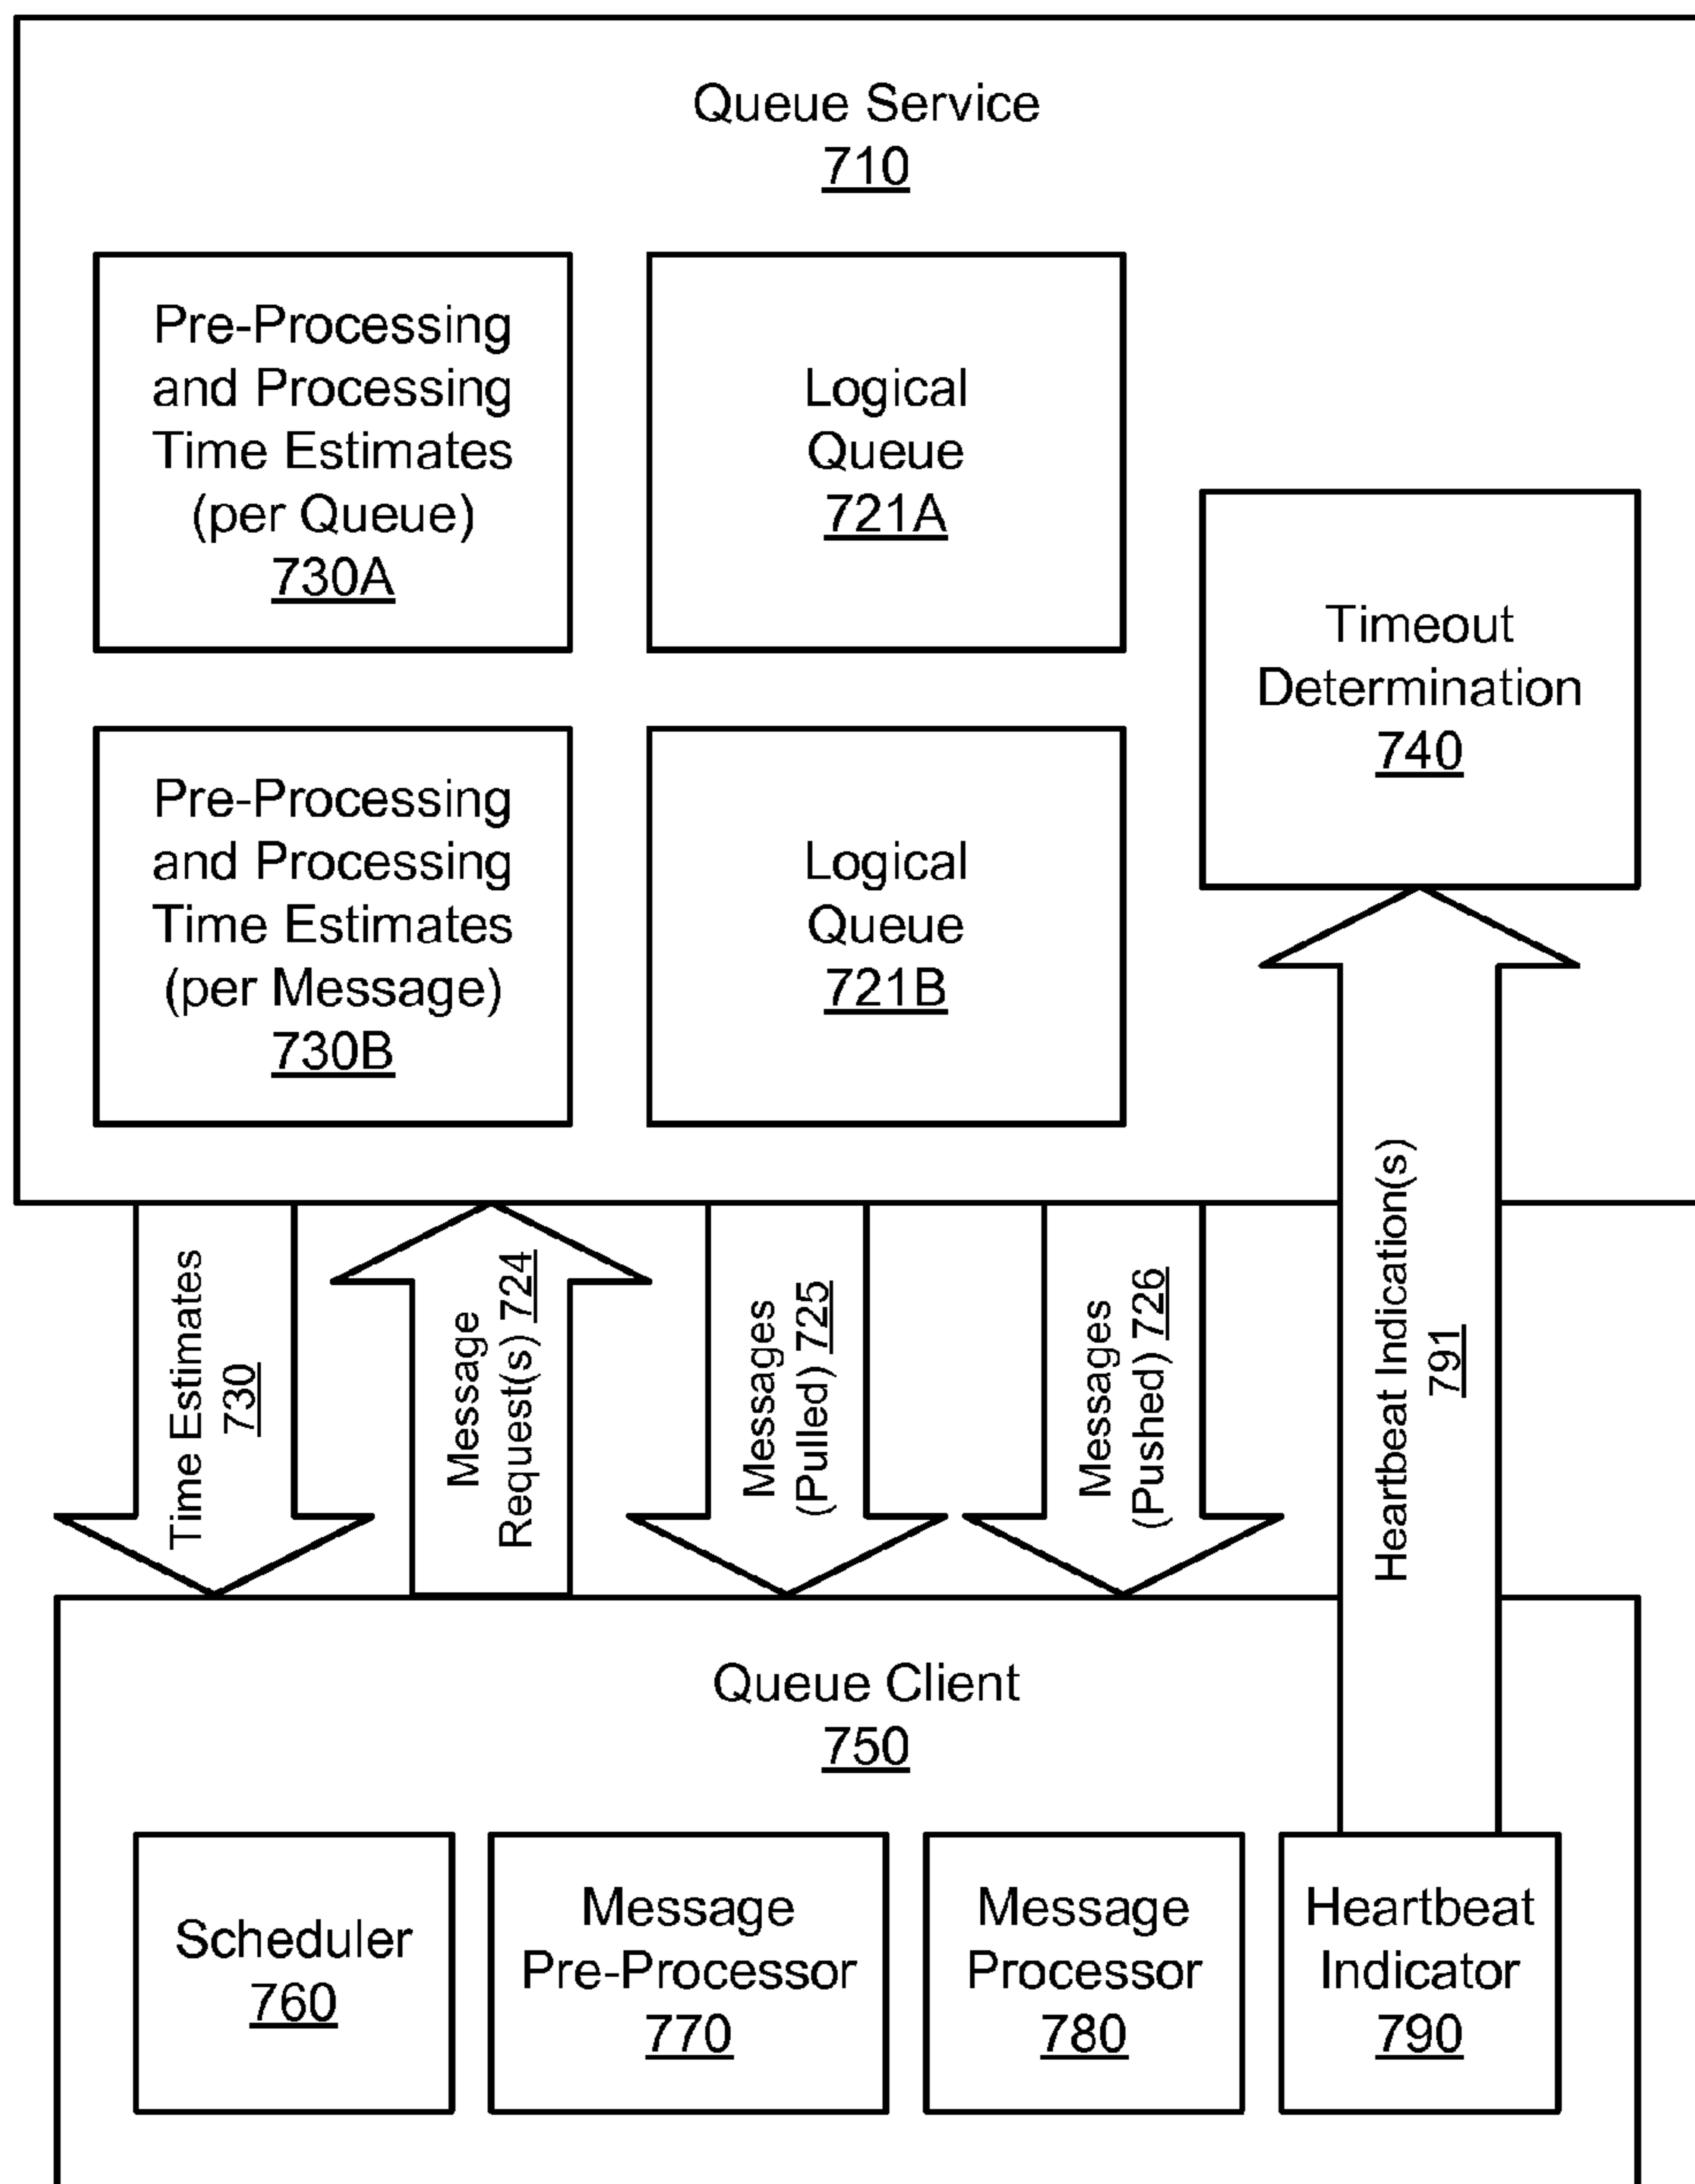 Queue Service
710
Pre-Processing
and Processing
Time Estimates
(per Queue)
730A
Logical
Queue
721A
Timeout
Determination
740
Pre-Processing
and Processing
Time Estimates
(per Message)
730B
Logical
Queue
721B
Time Estimates
730
Message
Request(s) 724
Messages
(Pulled) 725
Messages
(Pushed) 726
Heartbeat Indication(s)
791
Queue Client
750
Scheduler
760
Message
Pre-Processor
770
Message
Processor
780
Heartbeat
Indicator
790